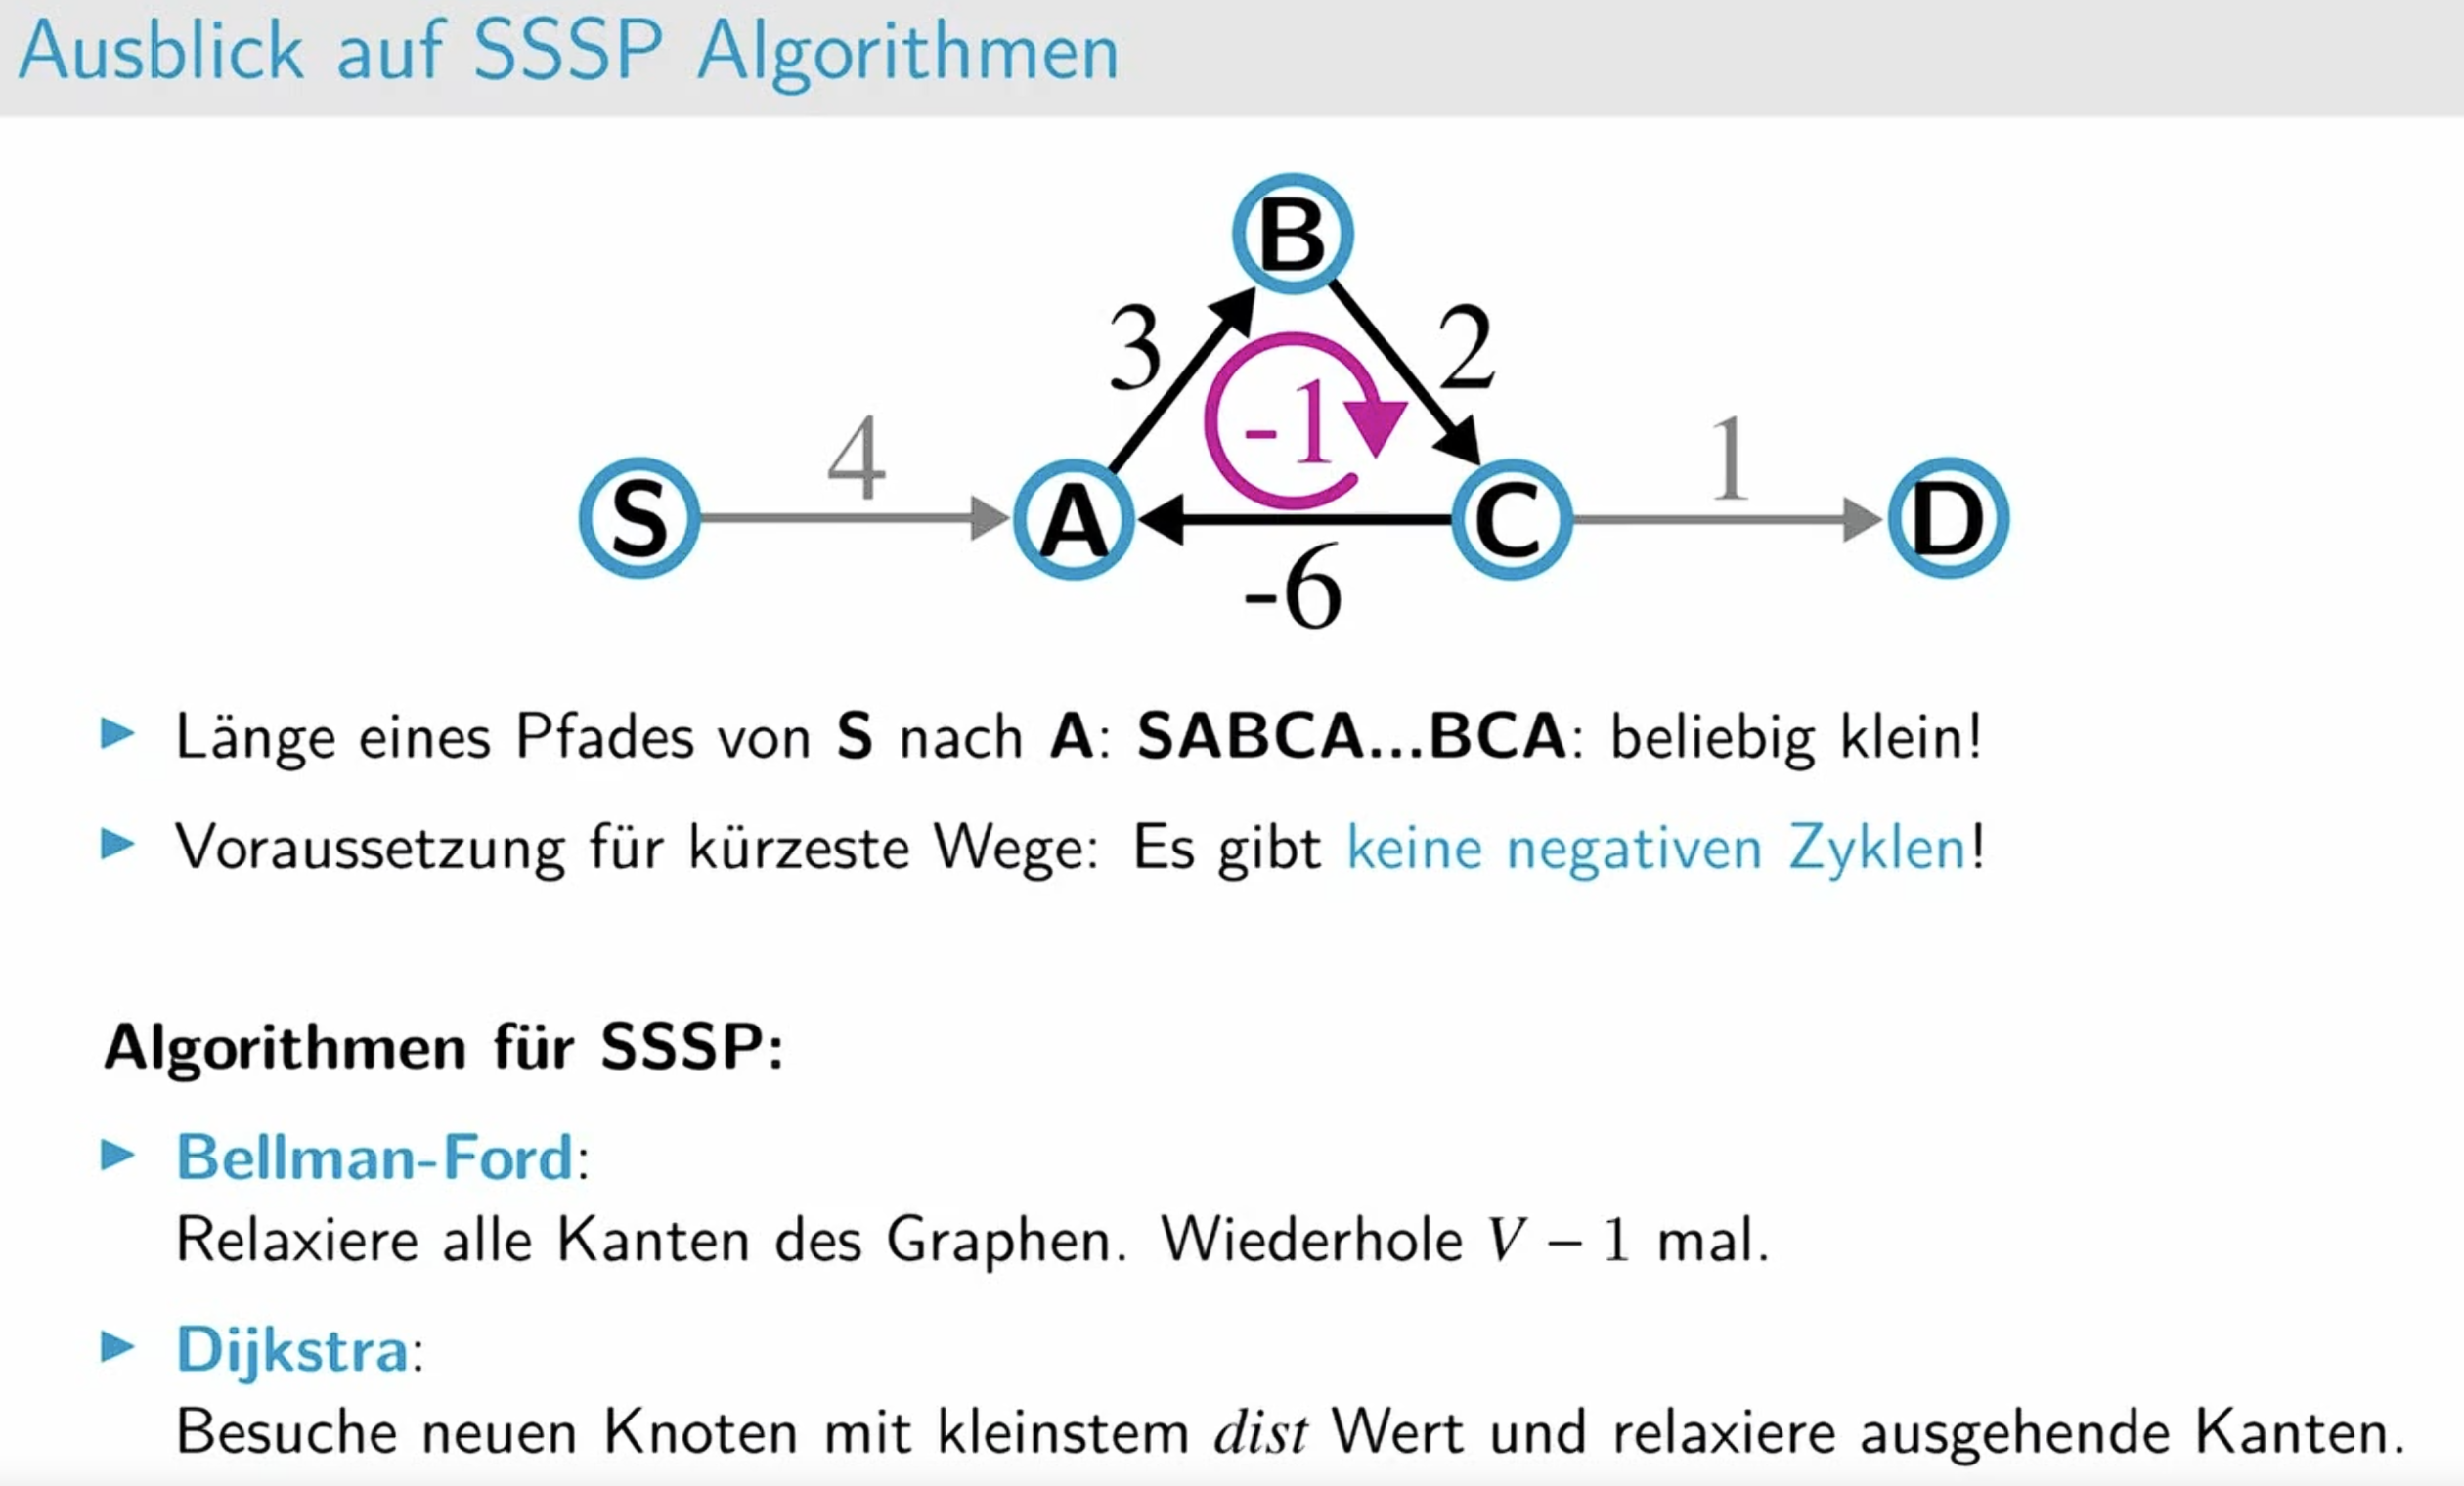 Ausblick auf SSSP Algorithmen
B
3
2
-1
4
1
S
A
C
D
-6
Länge eines Pfades von S nach A: SABCA...BCA: beliebig klein!
Voraussetzung für kürzeste Wege: Es gibt keine negativen Zyklen!
Algorithmen für SSSP:
Bellman-Ford:
Relaxiere alle Kanten des Graphen. Wiederhole V – 1 mal.
Dijkstra:
Besuche neuen Knoten mit kleinstem dist Wert und relaxiere ausgehende Kanten.